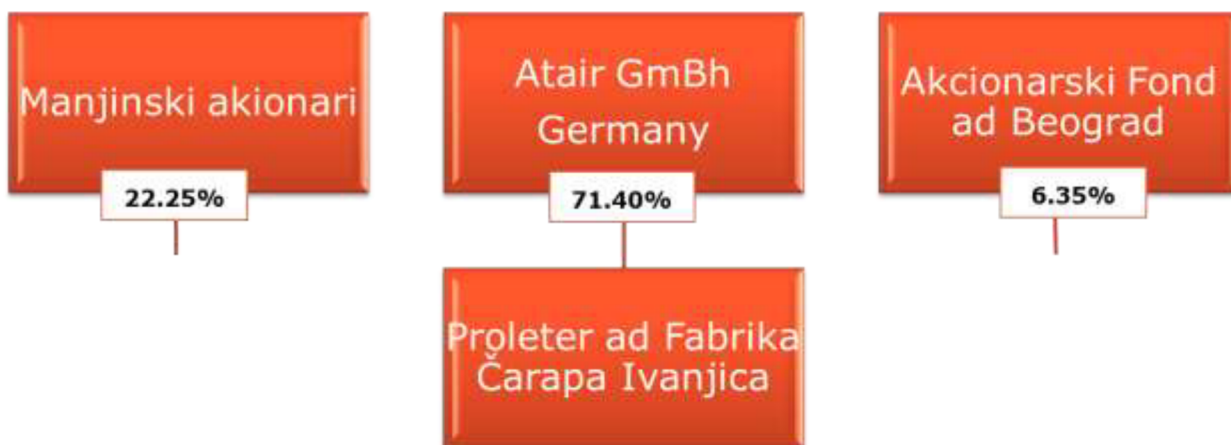 Manjinski akionari
22.25%
Atair GmBh
Germany
71.40%
Akcionarski Fond
ad Beograd
6.35%
Proleter ad Fabrika
Čarapa Ivanjica